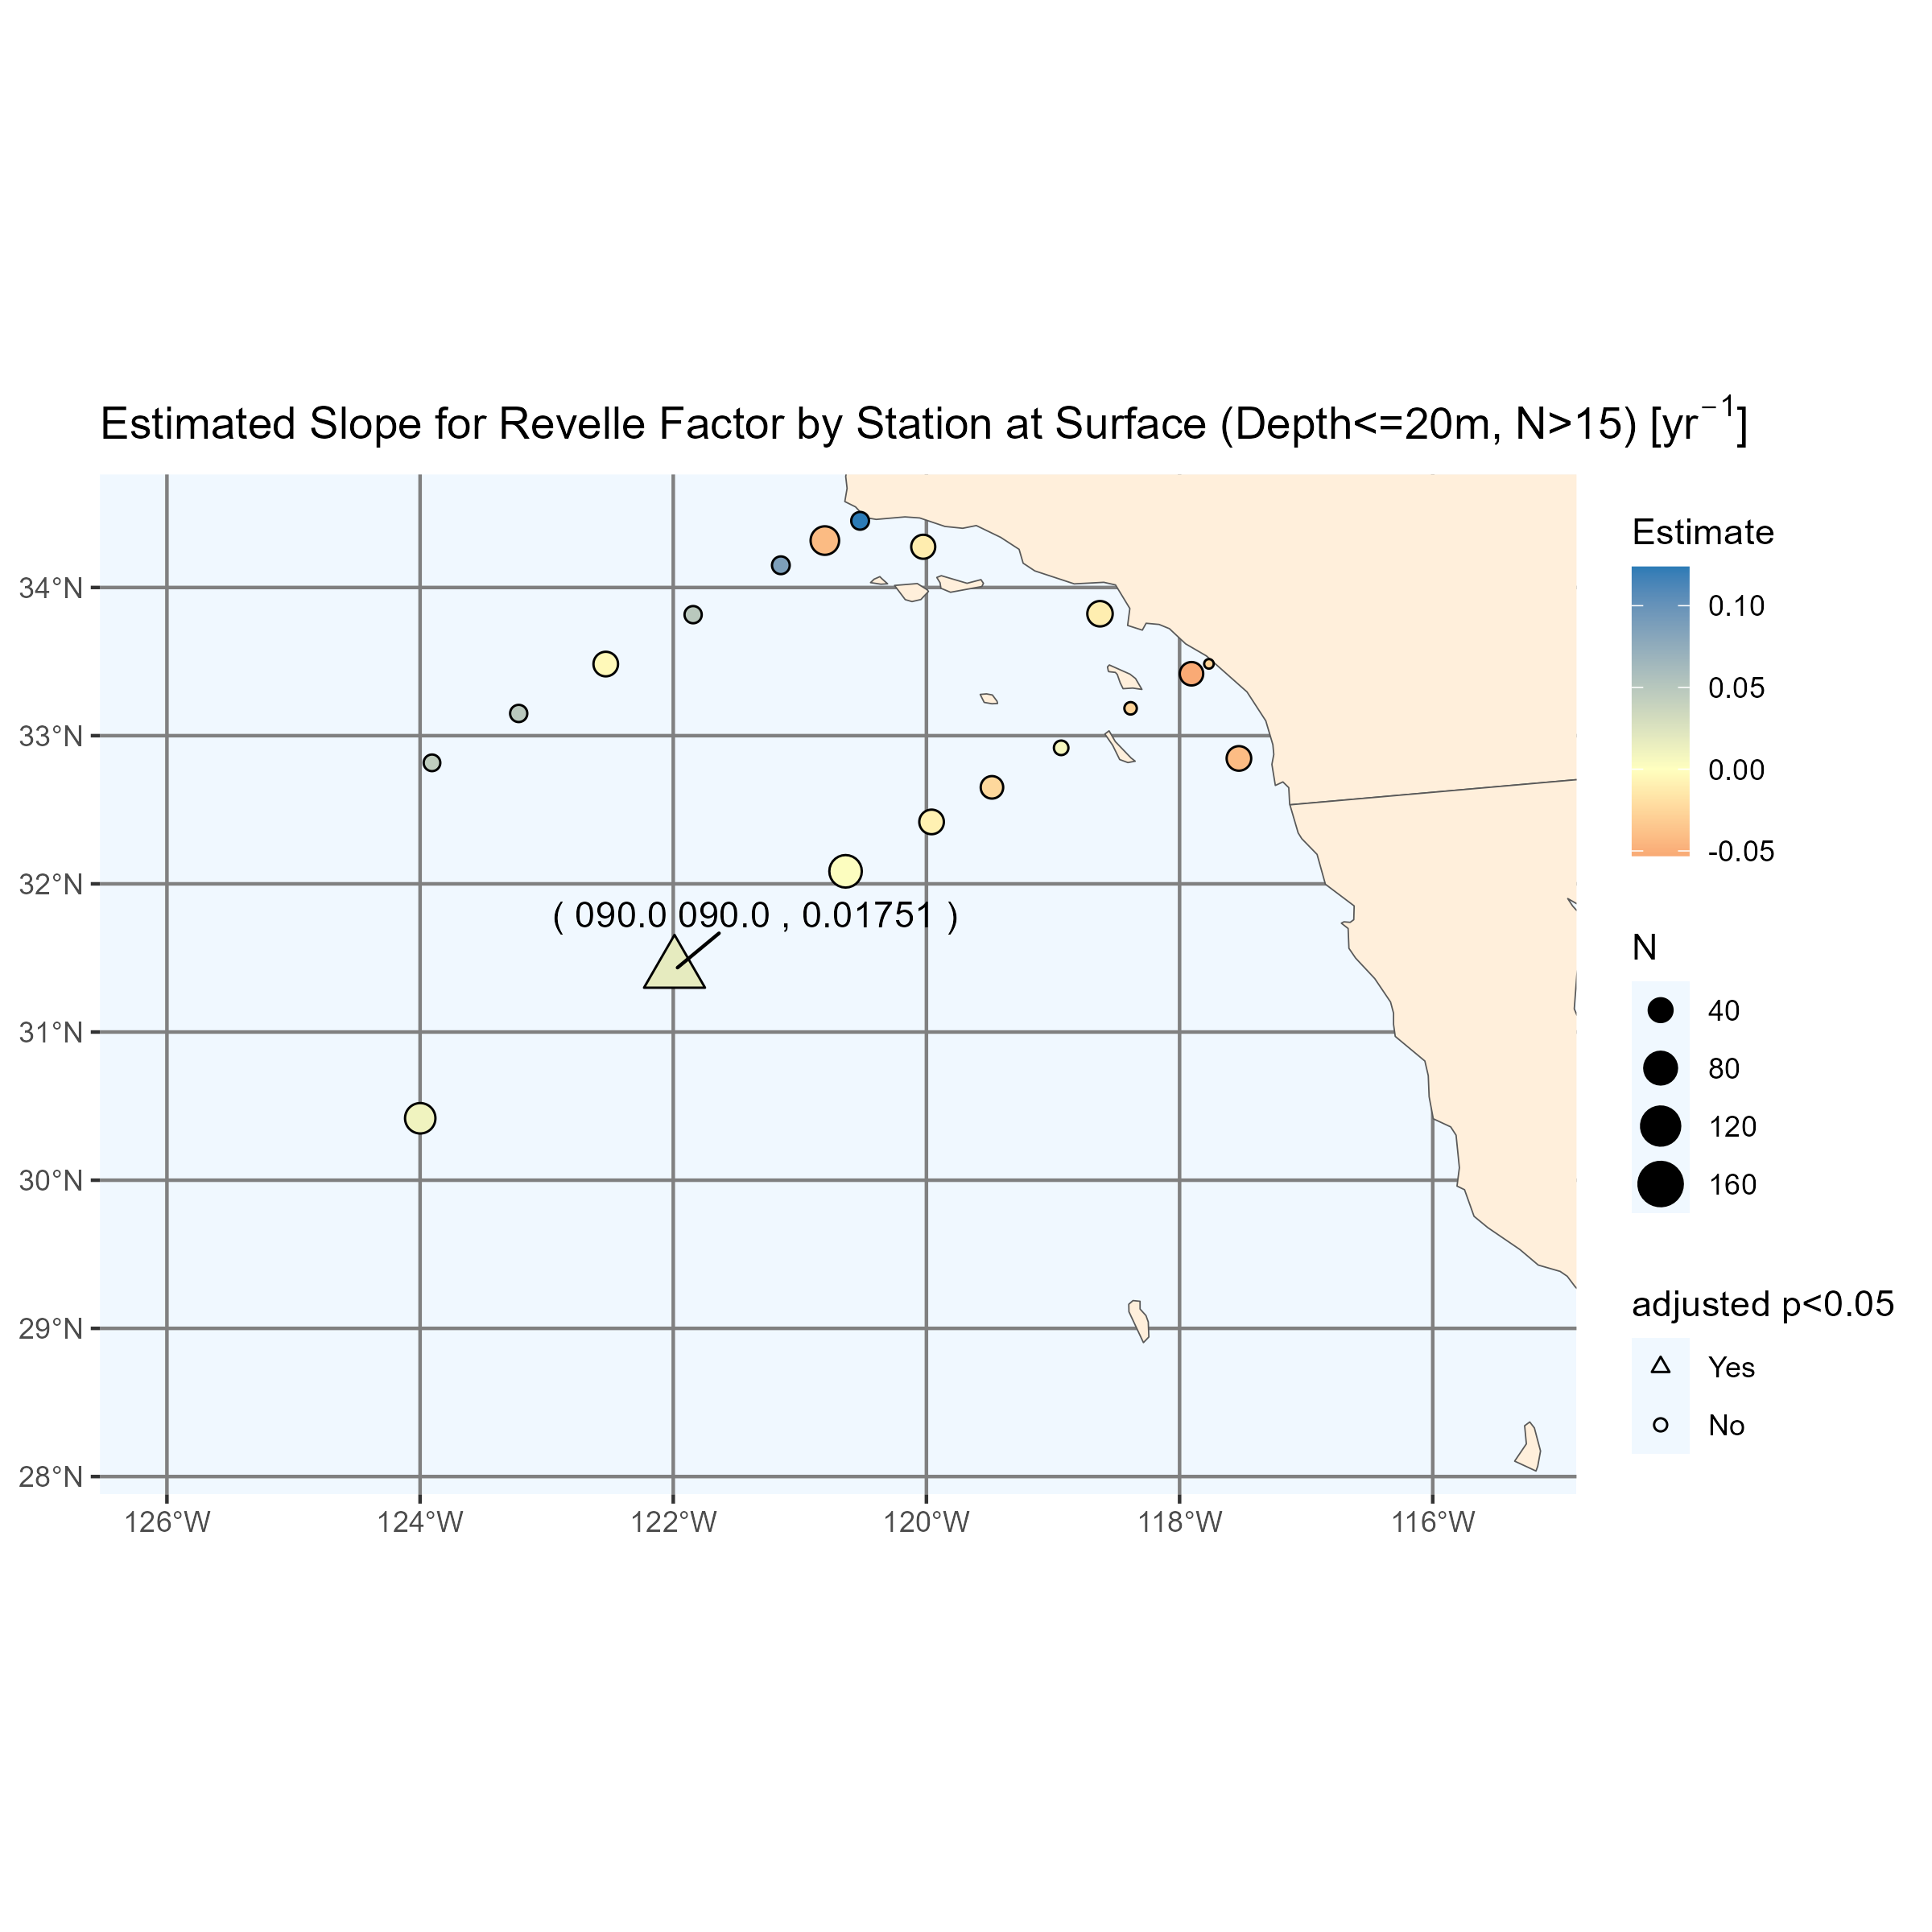 Estimated Slope for Revelle Factor by Station at Surface (Depth<=20m, N>15) [yr⁻¹]
34°N
33°N
32°N
31°N
30°N
29°N
28°N
126°W
124°W
122°W
120°W
118°W
116°W
( 090.0 090.0 , 0.01751 )
Estimate
0.10
0.05
0.00
-0.05
N
40
80
120
160
adjusted p<0.05
Yes
No